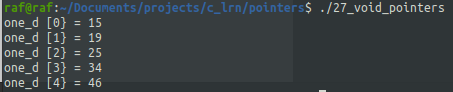 raf@raf:~/Documents/projects/c_lrn/pointers$ ./27_void_pointers
one_d [0} = 15
one_d [1} = 19
one_d [2} = 25
one_d [3} = 34
one_d [4} = 46